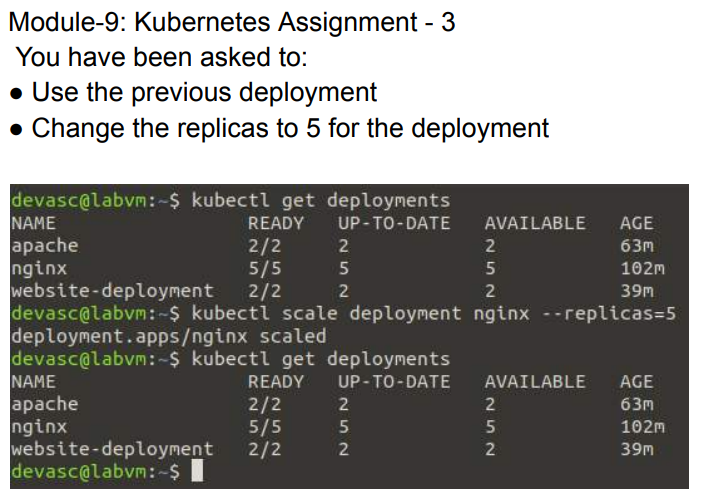 Module-9: Kubernetes Assignment - 3
You have been asked to:
● Use the previous deployment
● Change the replicas to 5 for the deployment
devasc@labvm:~$ kubectl get deployments
NAME READY UP-TO-DATE AVAILABLE AGE
apache 2/2 2 2 63m
nginx 5/5 5 5 102m
website-deployment 2/2 2 2 39m
devasc@labvm:~$ kubectl scale deployment nginx --replicas=5
deployment.apps/nginx scaled
devasc@labvm:~$ kubectl get deployments
NAME READY UP-TO-DATE AVAILABLE AGE
apache 2/2 2 2 63m
nginx 5/5 5 5 102m
website-deployment 2/2 2 2 39m
devasc@labvm:~$